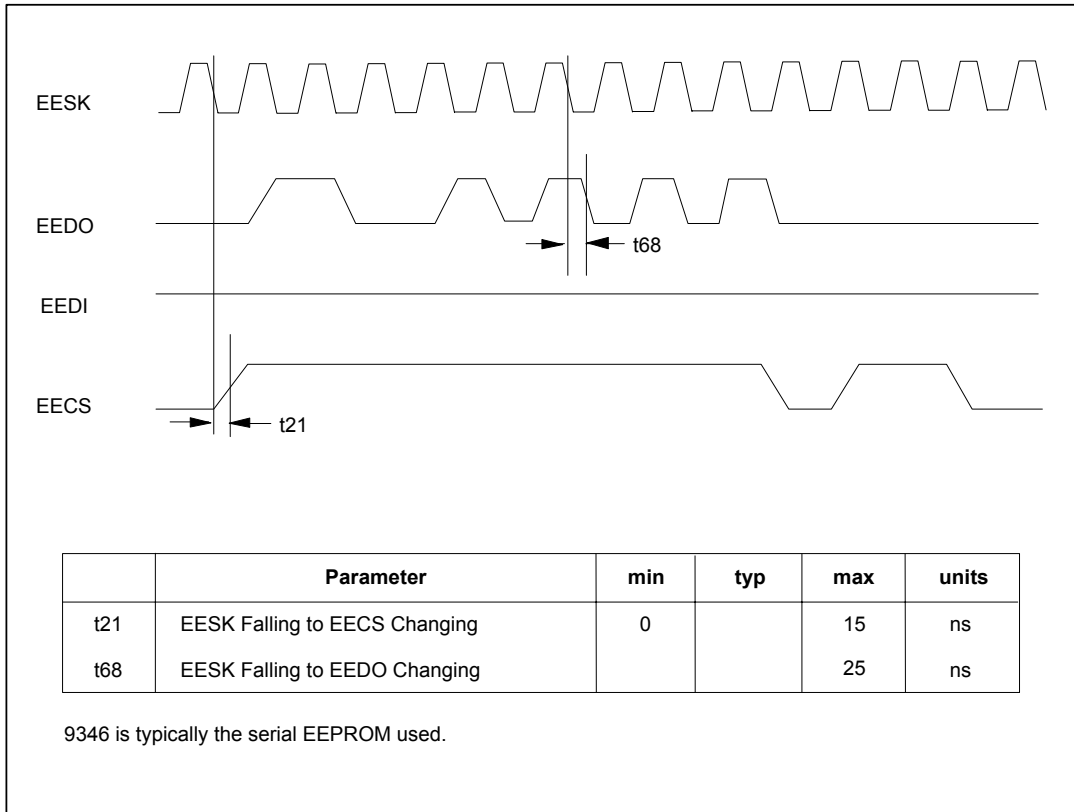 EESK
EEDO
t68
EEDI
EECS
t21
Parameter min typ max units
t21 EESK Falling to EECS Changing 0 15 ns
t68 EESK Falling to EEDO Changing 25 ns
9346 is typically the serial EEPROM used.